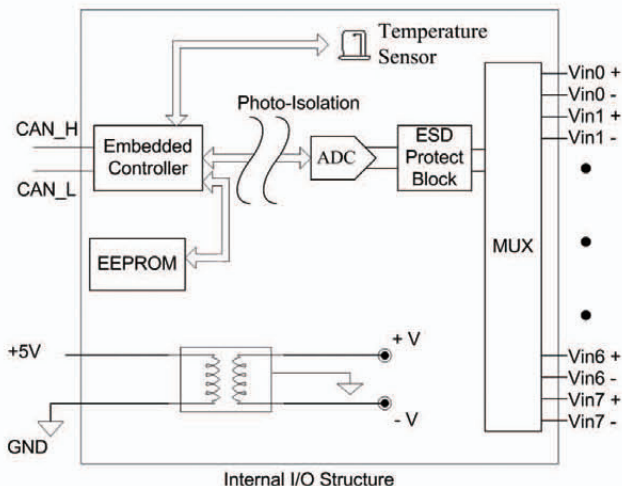 Temperature
Sensor
Vin0 +
Vin0 -
Vin1 +
Vin1 -
Photo-Isolation
CAN_H
CAN_L
Embedded
Controller
ADC
ESD
Protect
Block
MUX
EEPROM
+5V
+ V
- V
GND
Vin6 +
Vin6 -
Vin7 +
Vin7 -
Internal I/O Structure